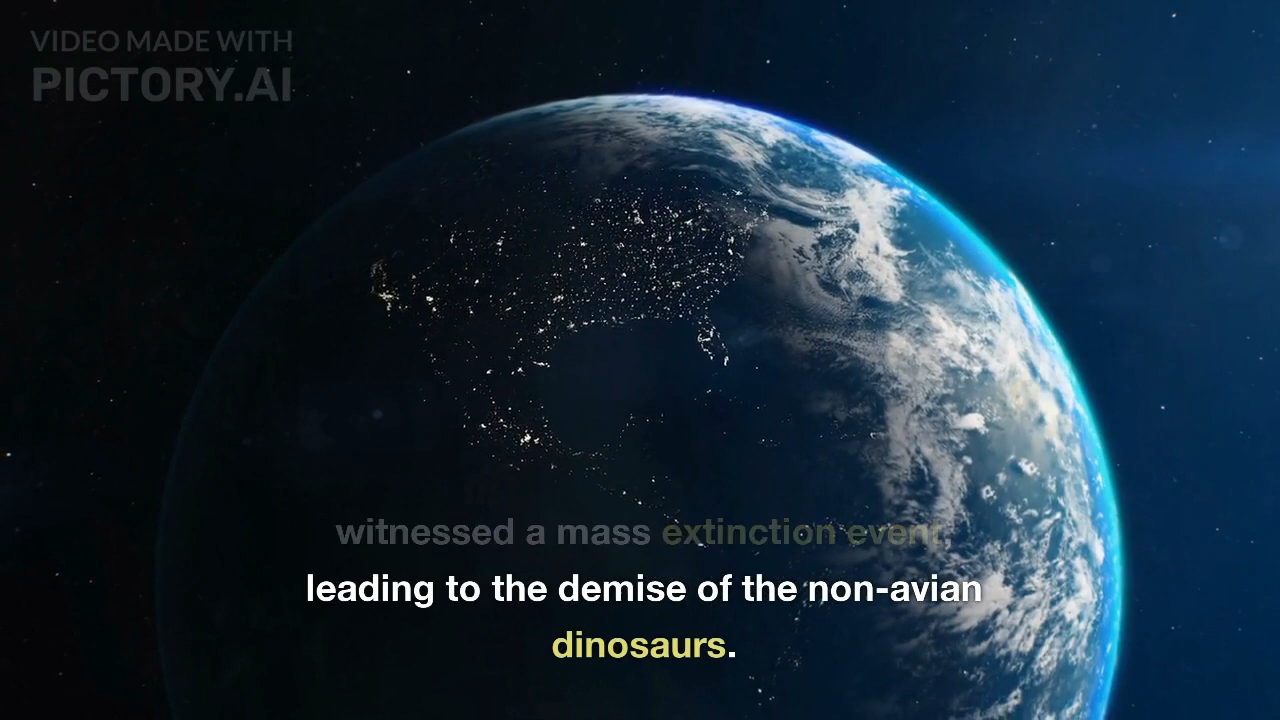 VIDEO MADE WITH
PICTORY.AI
witnessed a mass extinction event,
leading to the demise of the non-avian
dinosaurs.